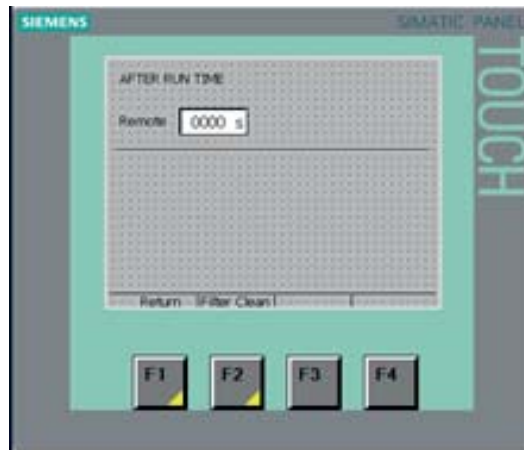 SIEMENS
SIMATIC PANEL
TOUCH
AFTER RUN TIME
Remote 0000 s
Return Filter Clean
F1 F2 F3 F4